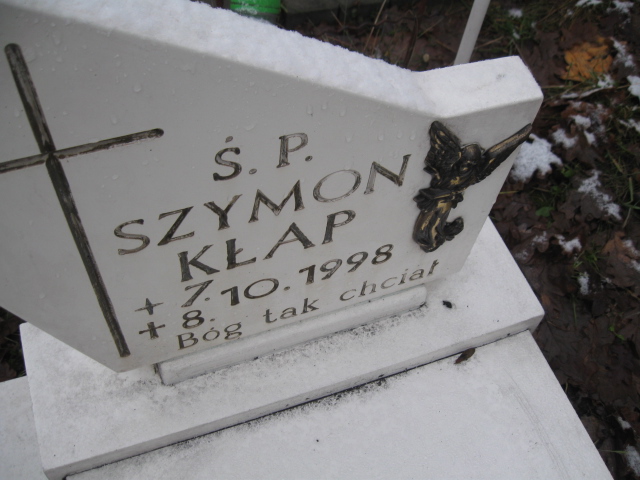 Ś. P.
SZYMON
KŁAP
+ 7.10.1998
+ 8.
Bóg tak chciał